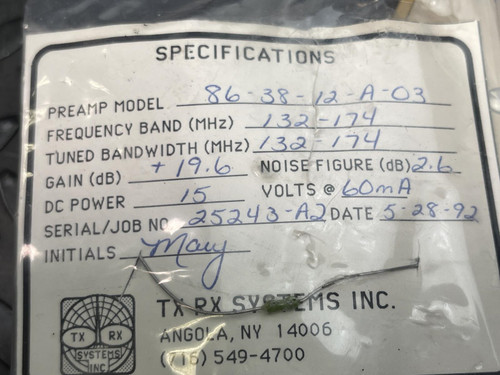 SPECIFICATIONS
PREAMP MODEL 86-38-12-A-03
FREQUENCY BAND (MHz) 132-174
TUNED BANDWIDTH (MHz) 132-174
GAIN (dB) +19.6 NOISE FIGURE (dB) 2.6
DC POWER 15 VOLTS @ 60mA
SERIAL/JOB NO. 25243-A2 DATE 5-28-92
INITIALS Mary
TX RX SYSTEMS INC.
TX RX
SYSTEMS
INC
ANGOLA, NY 14006
(716) 549-4700